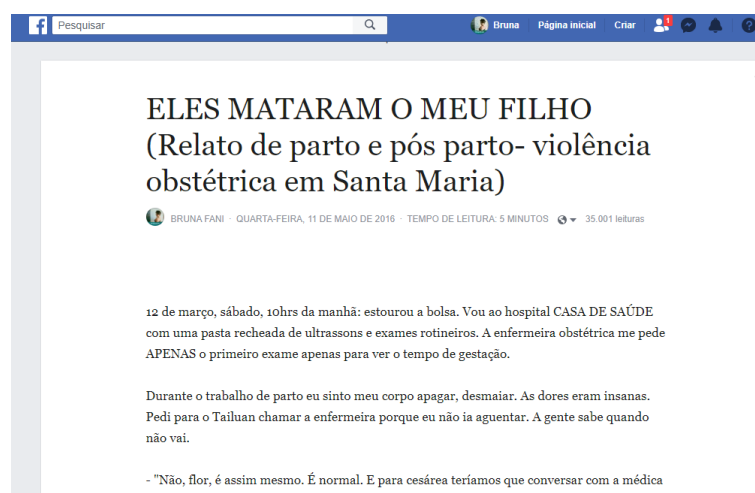 f Pesquisar Bruna Página inicial Criar 1
ELES MATARAM O MEU FILHO
(Relato de parto e pós parto- violência
obstétrica em Santa Maria)
BRUNA FANI · QUARTA-FEIRA, 11 DE MAIO DE 2016 · TEMPO DE LEITURA: 5 MINUTOS 35.001 leituras
12 de março, sábado, 10hrs da manhã: estourou a bolsa. Vou ao hospital CASA DE SAÚDE
com uma pasta recheada de ultrassons e exames rotineiros. A enfermeira obstétrica me pede
APENAS o primeiro exame apenas para ver o tempo de gestação.
Durante o trabalho de parto eu sinto meu corpo apagar, desmaiar. As dores eram insanas.
Pedi para o Tailuan chamar a enfermeira porque eu não ia aguentar. A gente sabe quando
não vai.
- "Não, flor, é assim mesmo. É normal. E para cesárea teríamos que conversar com a médica